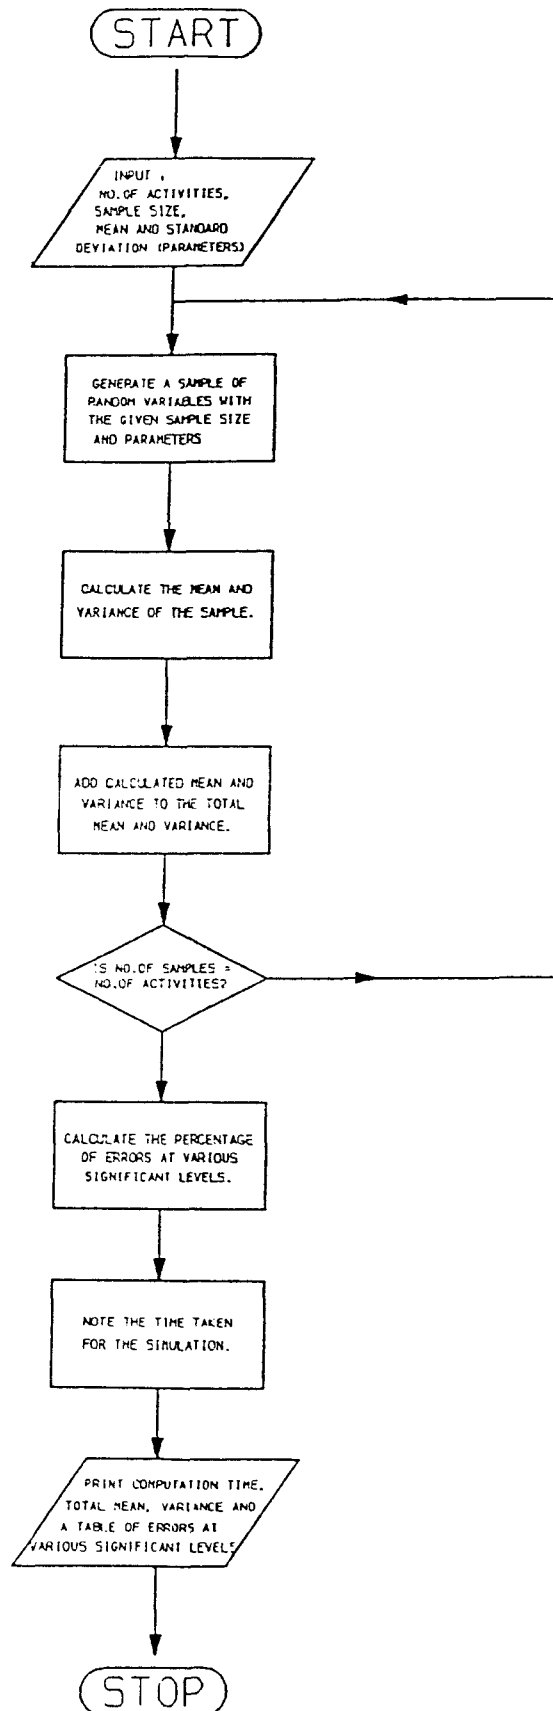 START
INPUT :
NO.OF ACTIVITIES,
SAMPLE SIZE,
MEAN AND STANDARD
DEVIATION (PARAMETERS)
GENERATE A SAMPLE OF
RANDOM VARIABLES WITH
THE GIVEN SAMPLE SIZE
AND PARAMETERS
CALCULATE THE MEAN AND
VARIANCE OF THE SAMPLE.
ADD CALCULATED MEAN AND
VARIANCE TO THE TOTAL
MEAN AND VARIANCE.
IS NO.OF SAMPLES =
NO.OF ACTIVITIES?
CALCULATE THE PERCENTAGE
OF ERRORS AT VARIOUS
SIGNIFICANT LEVELS.
NOTE THE TIME TAKEN
FOR THE SIMULATION.
PRINT COMPUTATION TIME,
TOTAL MEAN, VARIANCE AND
A TABLE OF ERRORS AT
VARIOUS SIGNIFICANT LEVELS
STOP